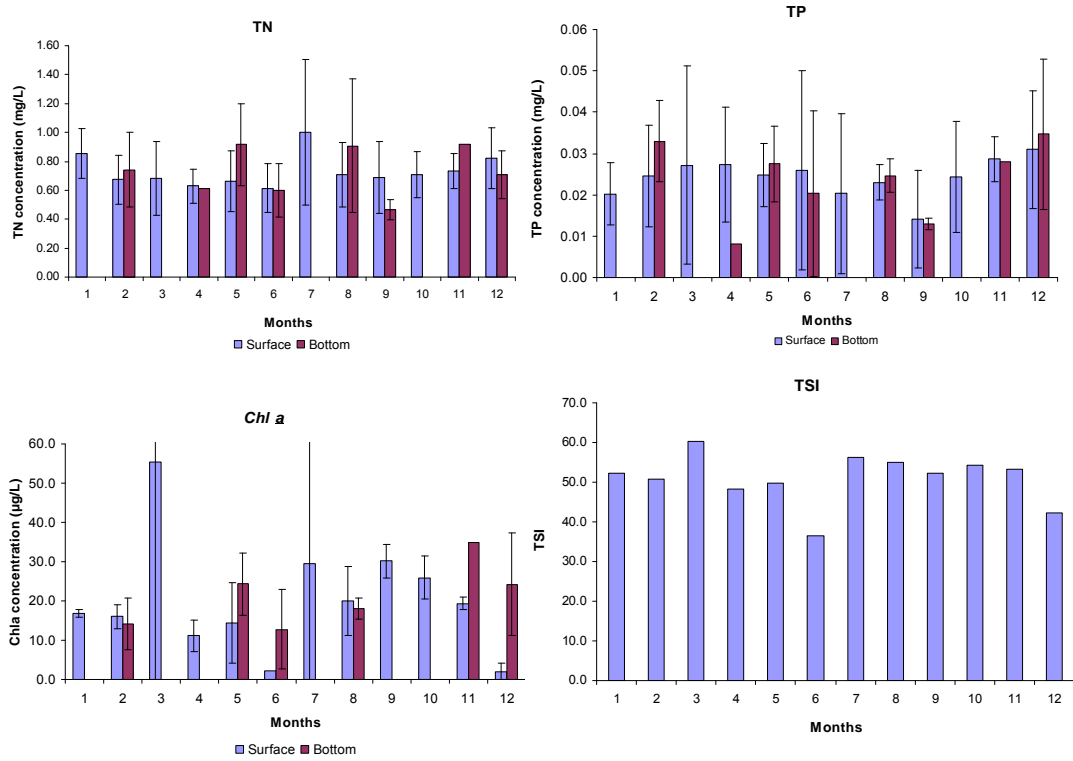 TN
TN concentration (mg/L)
1.60
1.40
1.20
1.00
0.80
0.60
0.40
0.20
0.00
1 2 3 4 5 6 7 8 9 10 11 12
Months
Surface Bottom
TP
TP concentration (mg/L)
0.06
0.05
0.04
0.03
0.02
0.01
0.00
1 2 3 4 5 6 7 8 9 10 11 12
Months
Surface Bottom
Chl a
Chla concentration (µg/L)
60.0
50.0
40.0
30.0
20.0
10.0
0.0
1 2 3 4 5 6 7 8 9 10 11 12
Months
Surface Bottom
TSI
TSI
70.0
60.0
50.0
40.0
30.0
20.0
10.0
0.0
1 2 3 4 5 6 7 8 9 10 11 12
Months